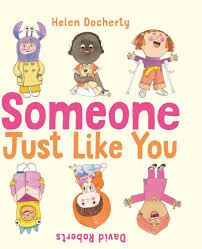 Helen Docherty
Someone
Just Like You
David Roberts